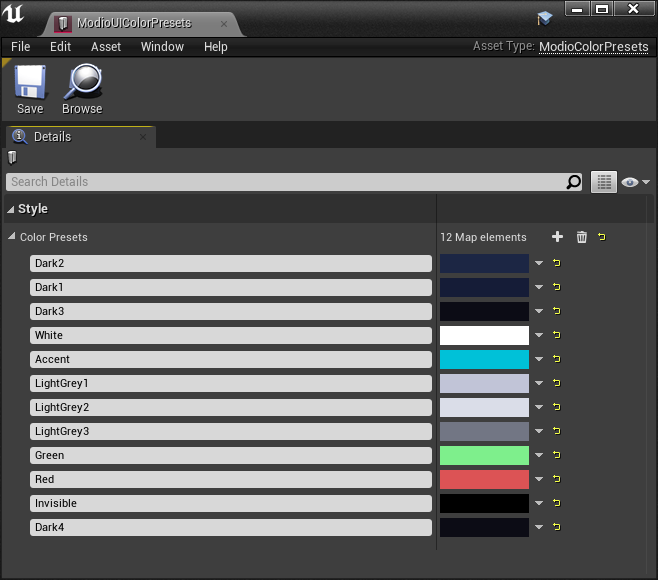 ModioUIColorPresets
File Edit Asset Window Help Asset Type: ModioColorPresets
Save Browse
Details
Search Details
Style
Color Presets 12 Map elements
Dark2
Dark1
Dark3
White
Accent
LightGrey1
LightGrey2
LightGrey3
Green
Red
Invisible
Dark4